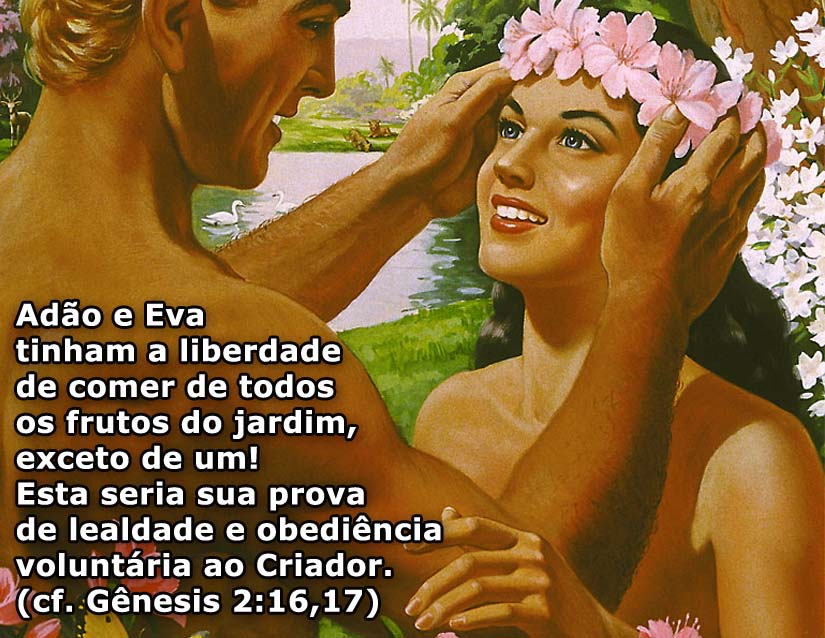 Adão e Eva
tinham a liberdade
de comer de todos
os frutos do jardim,
exceto de um!
Esta seria sua prova
de lealdade e obediência
voluntária ao Criador.
(cf. Gênesis 2:16,17)